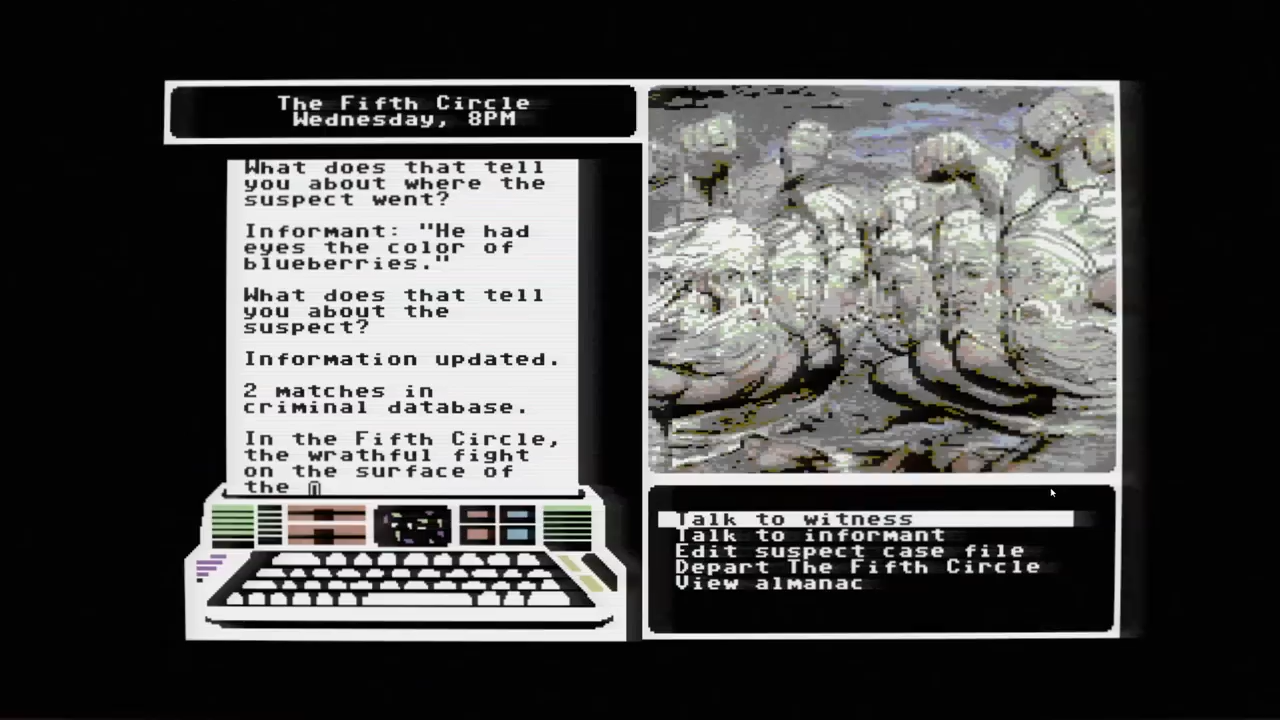 The Fifth Circle
Wednesday, 8PM
What does that tell
you about where the
suspect went?
Informant: "He had
eyes the color of
blueberries."
What does that tell
you about the
suspect?
Information updated.
2 matches in
criminal database.
In the Fifth Circle,
the wrathful fight
on the surface of
the
Talk to witness
Talk to informant
Edit suspect case file
Depart The Fifth Circle
View almanac